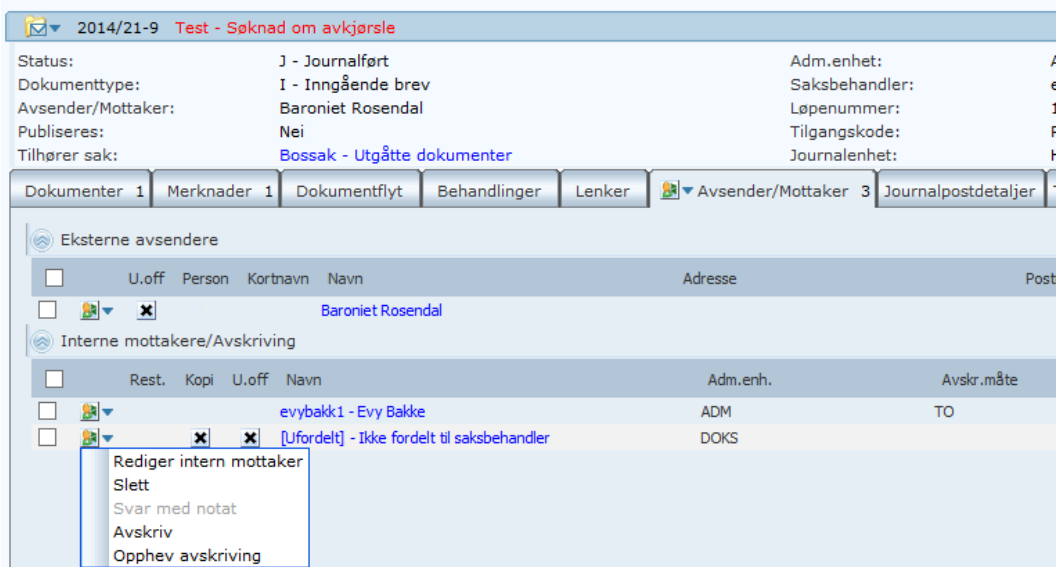 2014/21-9 Test - Søknad om avkjørsle
Status: J - Journalført Adm.enhet:
Dokumenttype: I - Inngående brev Saksbehandler:
Avsender/Mottaker: Baroniet Rosendal Løpenummer:
Publiseres: Nei Tilgangskode:
Tilhører sak: Bossak - Utgåtte dokumenter Journalenhet:
Dokumenter 1 Merknader 1 Dokumentflyt Behandlinger Lenker Avsender/Mottaker 3 Journalpostdetaljer
Eksterne avsendere
U.off Person Kortnavn Navn Adresse Post
Baroniet Rosendal
Interne mottakere/Avskriving
Rest. Kopi U.off Navn Adm.enh. Avskr.måte
evybakk1 - Evy Bakke ADM TO
[Ufordelt] - Ikke fordelt til saksbehandler DOKS
Rediger intern mottaker
Slett
Svar med notat
Avskriv
Opphev avskriving